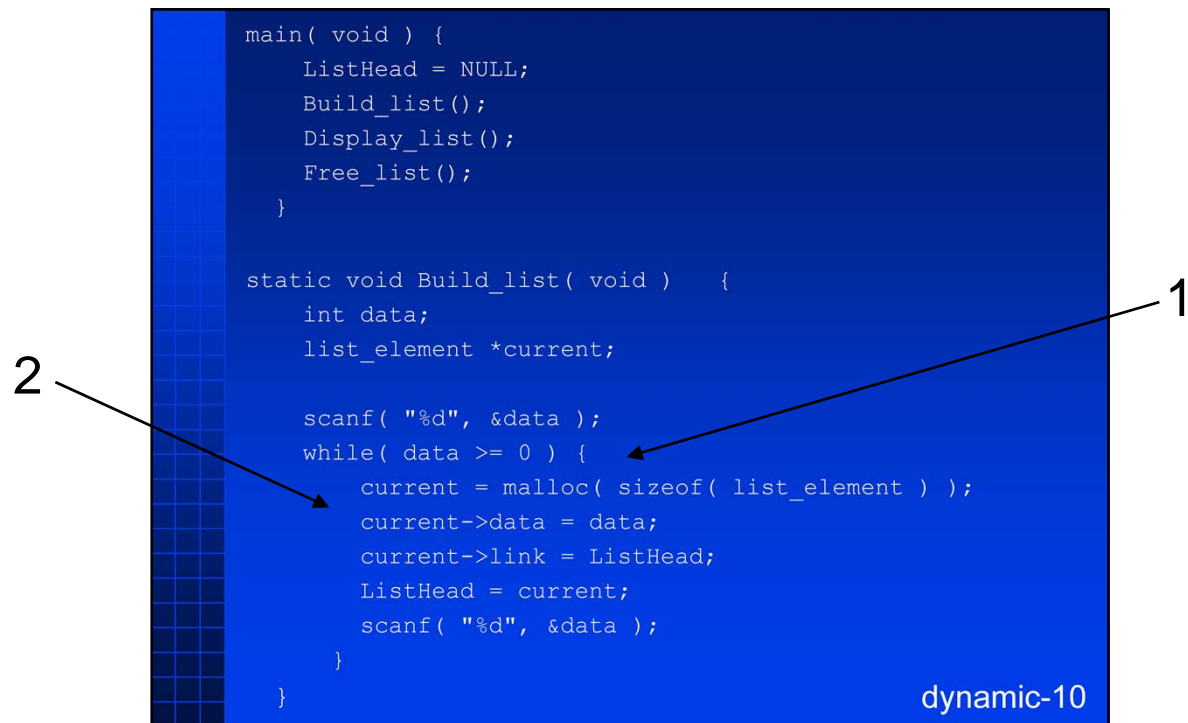 main( void ) {
ListHead = NULL;
Build_list();
Display_list();
Free_list();
}
static void Build_list( void ) {
1
int data;
list_element *current;
2
scanf( "%d", &data );
while( data >= 0 ) {
current = malloc( sizeof( list_element ) );
current->data = data;
current->link = ListHead;
ListHead = current;
scanf( "%d", &data );
}
}
dynamic-10